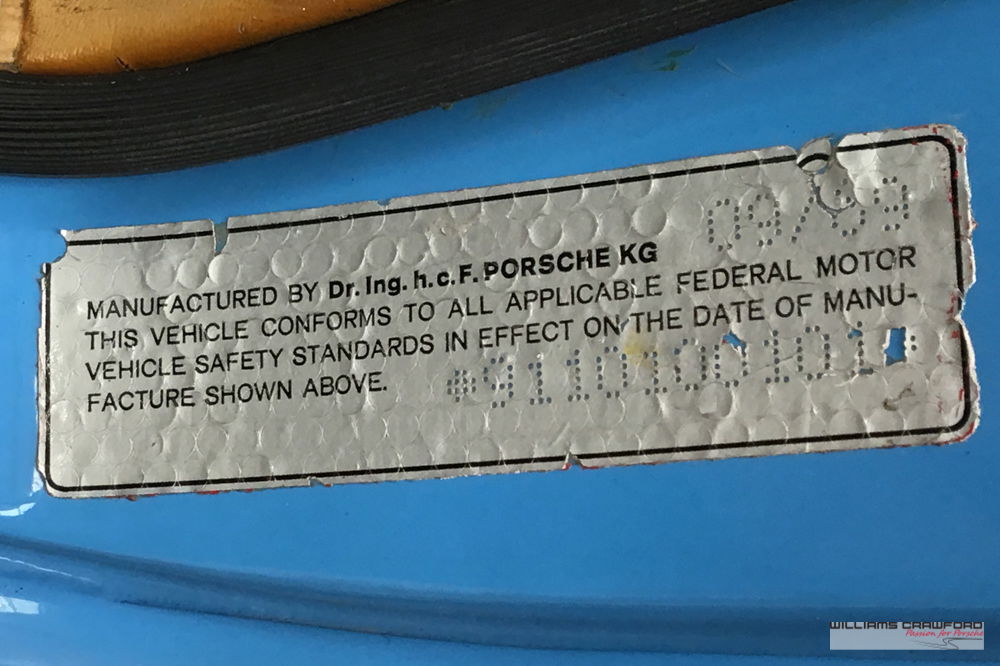 MANUFACTURED BY Dr. Ing. h. c. F. PORSCHE KG
THIS VEHICLE CONFORMS TO ALL APPLICABLE FEDERAL MOTOR
VEHICLE SAFETY STANDARDS IN EFFECT ON THE DATE OF MANU-
FACTURE SHOWN ABOVE.
WILLIAMS CRAWFORD
Passion for Porsche